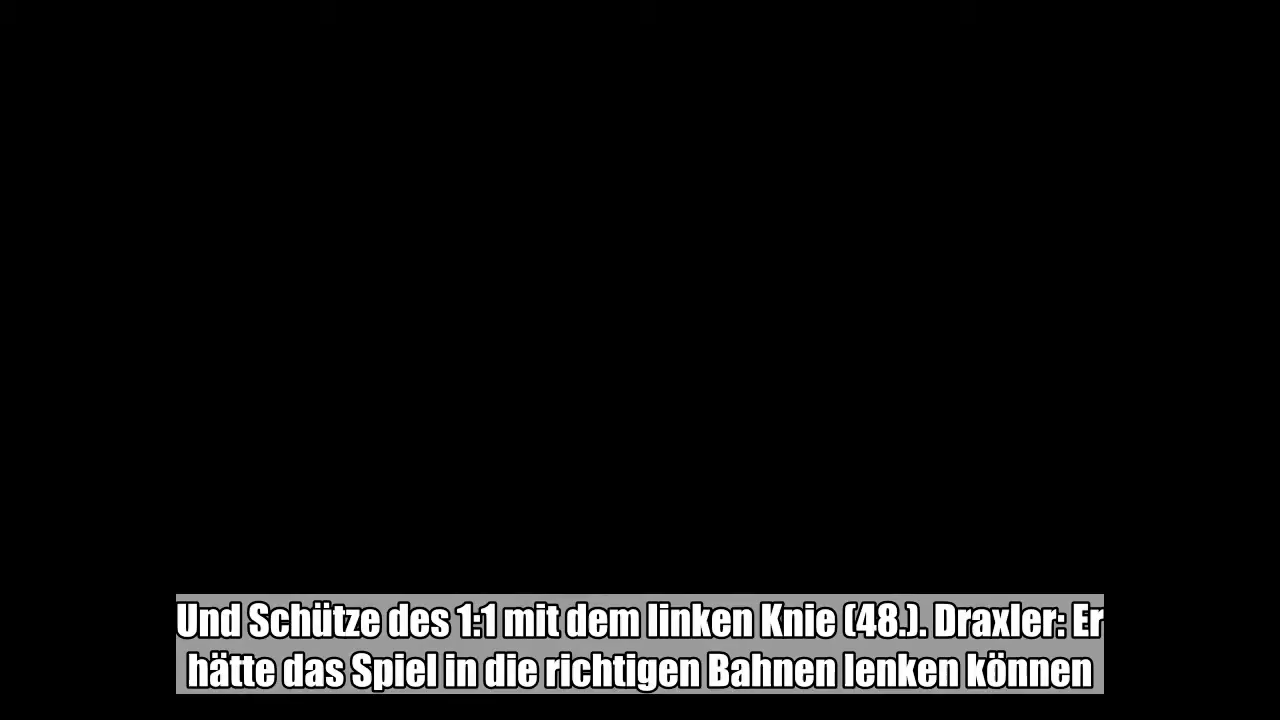 Und Schütze des 1:1 mit dem linken Knie (48.). Draxler: Er
hätte das Spiel in die richtigen Bahnen lenken können